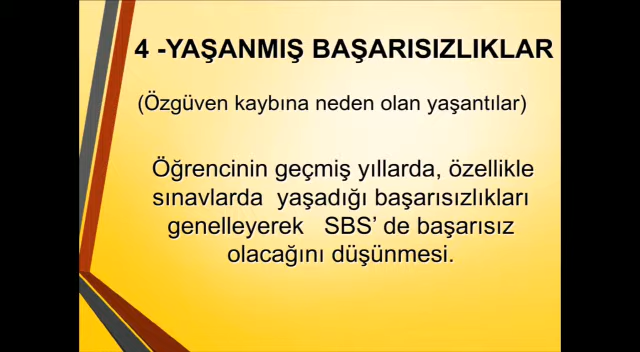 4 -YAŞANMIŞ BAŞARISIZLIKLAR
(Özgüven kaybına neden olan yaşantılar)
Öğrencinin geçmiş yıllarda, özellikle
sınavlarda yaşadığı başarısızlıkları
genelleyerek SBS’ de başarısız
olacağını düşünmesi.